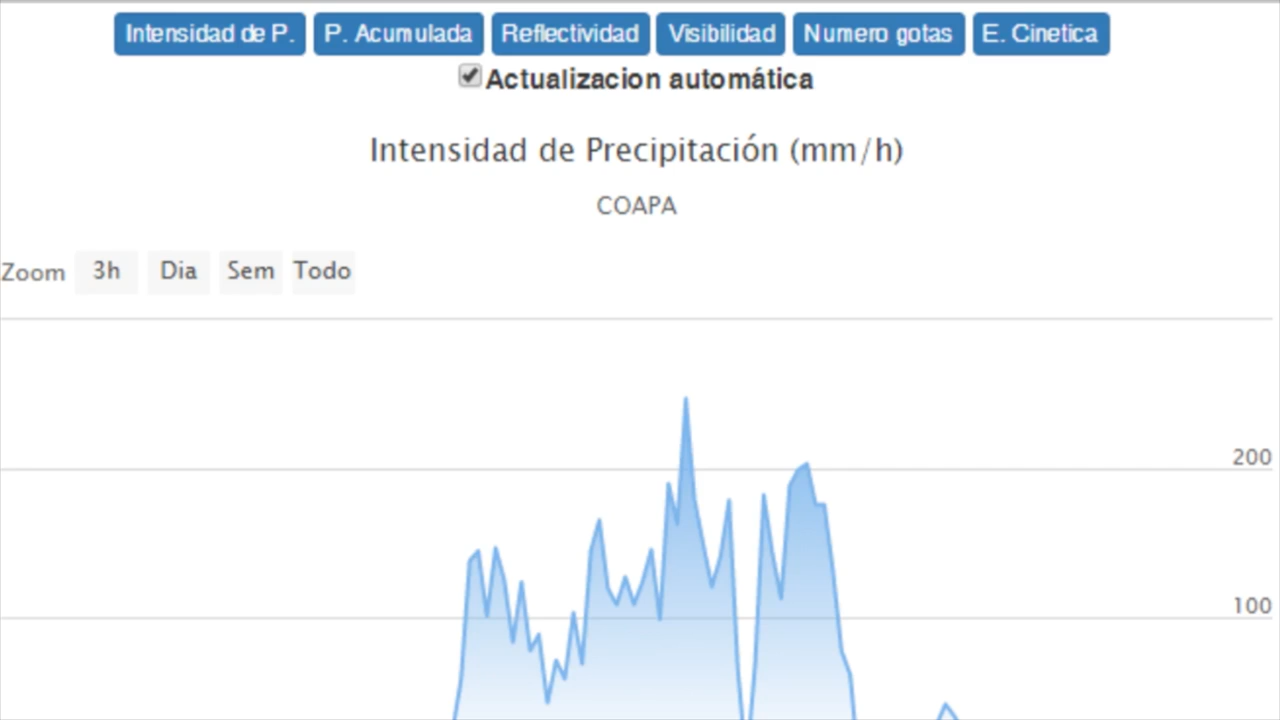 Intensidad de P. P. Acumulada Reflectividad Visibilidad Numero gotas E. Cinetica
Actualizacion automática
Intensidad de Precipitación (mm/h)
COAPA
Zoom 3h Dia Sem Todo
200
100